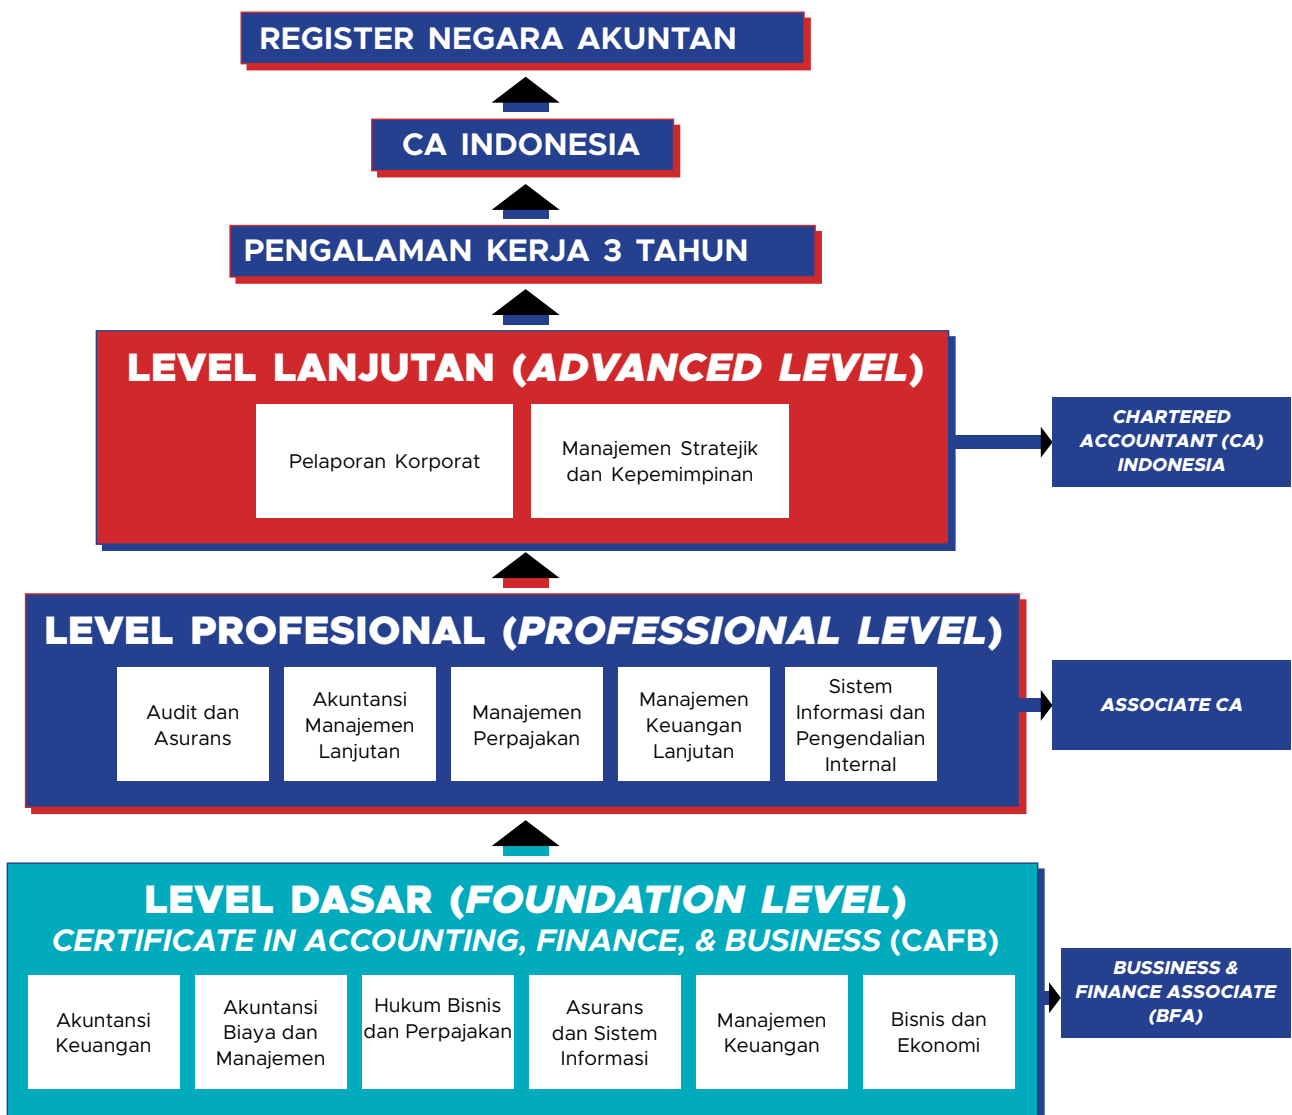 REGISTER NEGARA AKUNTAN
CA INDONESIA
PENGALAMAN KERJA 3 TAHUN
LEVEL LANJUTAN (ADVANCED LEVEL)
Pelaporan Korporat
Manajemen Stratejik
dan Kepemimpinan
CHARTERED
ACCOUNTANT (CA)
INDONESIA
LEVEL PROFESIONAL (PROFESSIONAL LEVEL)
Audit dan
Asurans
Akuntansi
Manajemen
Lanjutan
Manajemen
Perpajakan
Manajemen
Keuangan
Lanjutan
Sistem
Informasi dan
Pengendalian
Internal
ASSOCIATE CA
LEVEL DASAR (FOUNDATION LEVEL)
CERTIFICATE IN ACCOUNTING, FINANCE, & BUSINESS (CAFB)
Akuntansi
Keuangan
Akuntansi
Biaya dan
Manajemen
Hukum Bisnis
dan Perpajakan
Asurans
dan Sistem
Informasi
Manajemen
Keuangan
Bisnis dan
Ekonomi
BUSSINESS &
FINANCE ASSOCIATE
(BFA)